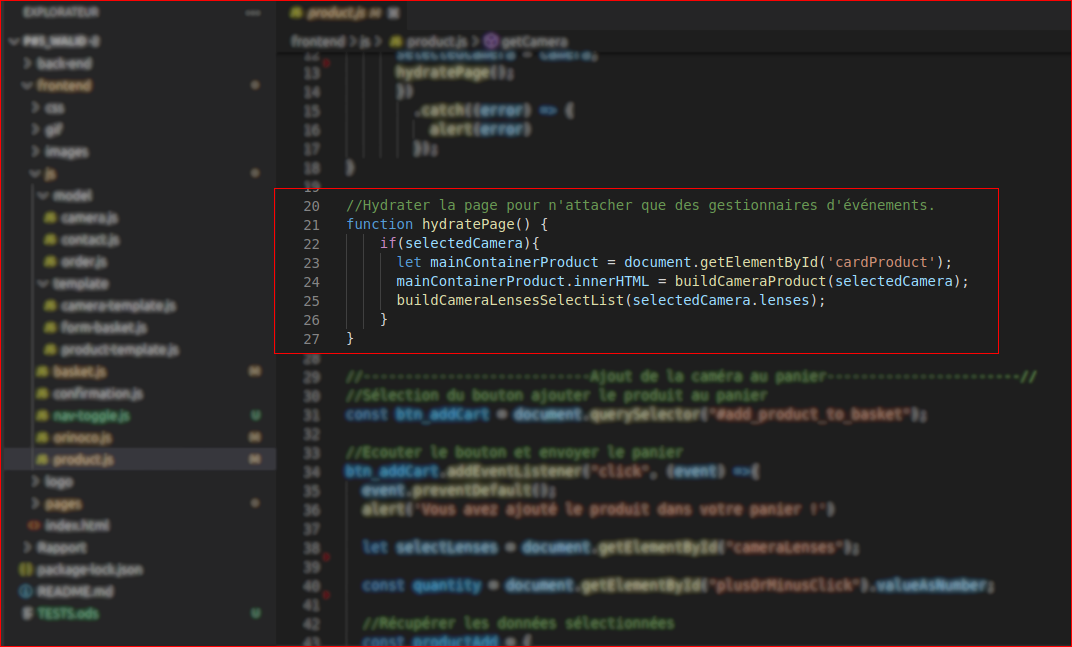 EXPLORATEUR
product.js M
frontend > js > product.js > getCamera
back-end
frontend
css
gif
images
js
model
camera.js
contact.js
order.js
template
camera-template.js
form-basket.js
product-template.js
basket.js M
confirmation.js
nav-toggle.js U
orinoco.js M
product.js M
logo
pages
index.html
Rapport
package-lock.json
README.md
TESTS.ods U
12 selectedCamera = camera;
13 hydratePage();
14 })
15 .catch((error) => {
16 alert(error)
17 });
18 }
19
20 //Hydrater la page pour n'attacher que des gestionnaires d'événements.
21 function hydratePage() {
22 if(selectedCamera){
23 let mainContainerProduct = document.getElementById('cardProduct');
24 mainContainerProduct.innerHTML = buildCameraProduct(selectedCamera);
25 buildCameraLensesSelectList(selectedCamera.lenses);
26 }
27 }
28
29 //---------------------------Ajout de la caméra au panier-----------------------//
30 //Sélection du bouton ajouter le produit au panier
31 const btn_addCart = document.querySelector("#add_product_to_basket");
32
33 //Ecouter le bouton et envoyer le panier
34 btn_addCart.addEventListener("click", (event) =>{
35 event.preventDefault();
36 alert('Vous avez ajouté le produit dans votre panier !')
37
38 let selectLenses = document.getElementById("cameraLenses");
39
40 const quantity = document.getElementById("plusOrMinusClick").valueAsNumber;
41
42 //Récupérer les données sélectionnées
43 const productAdd = {